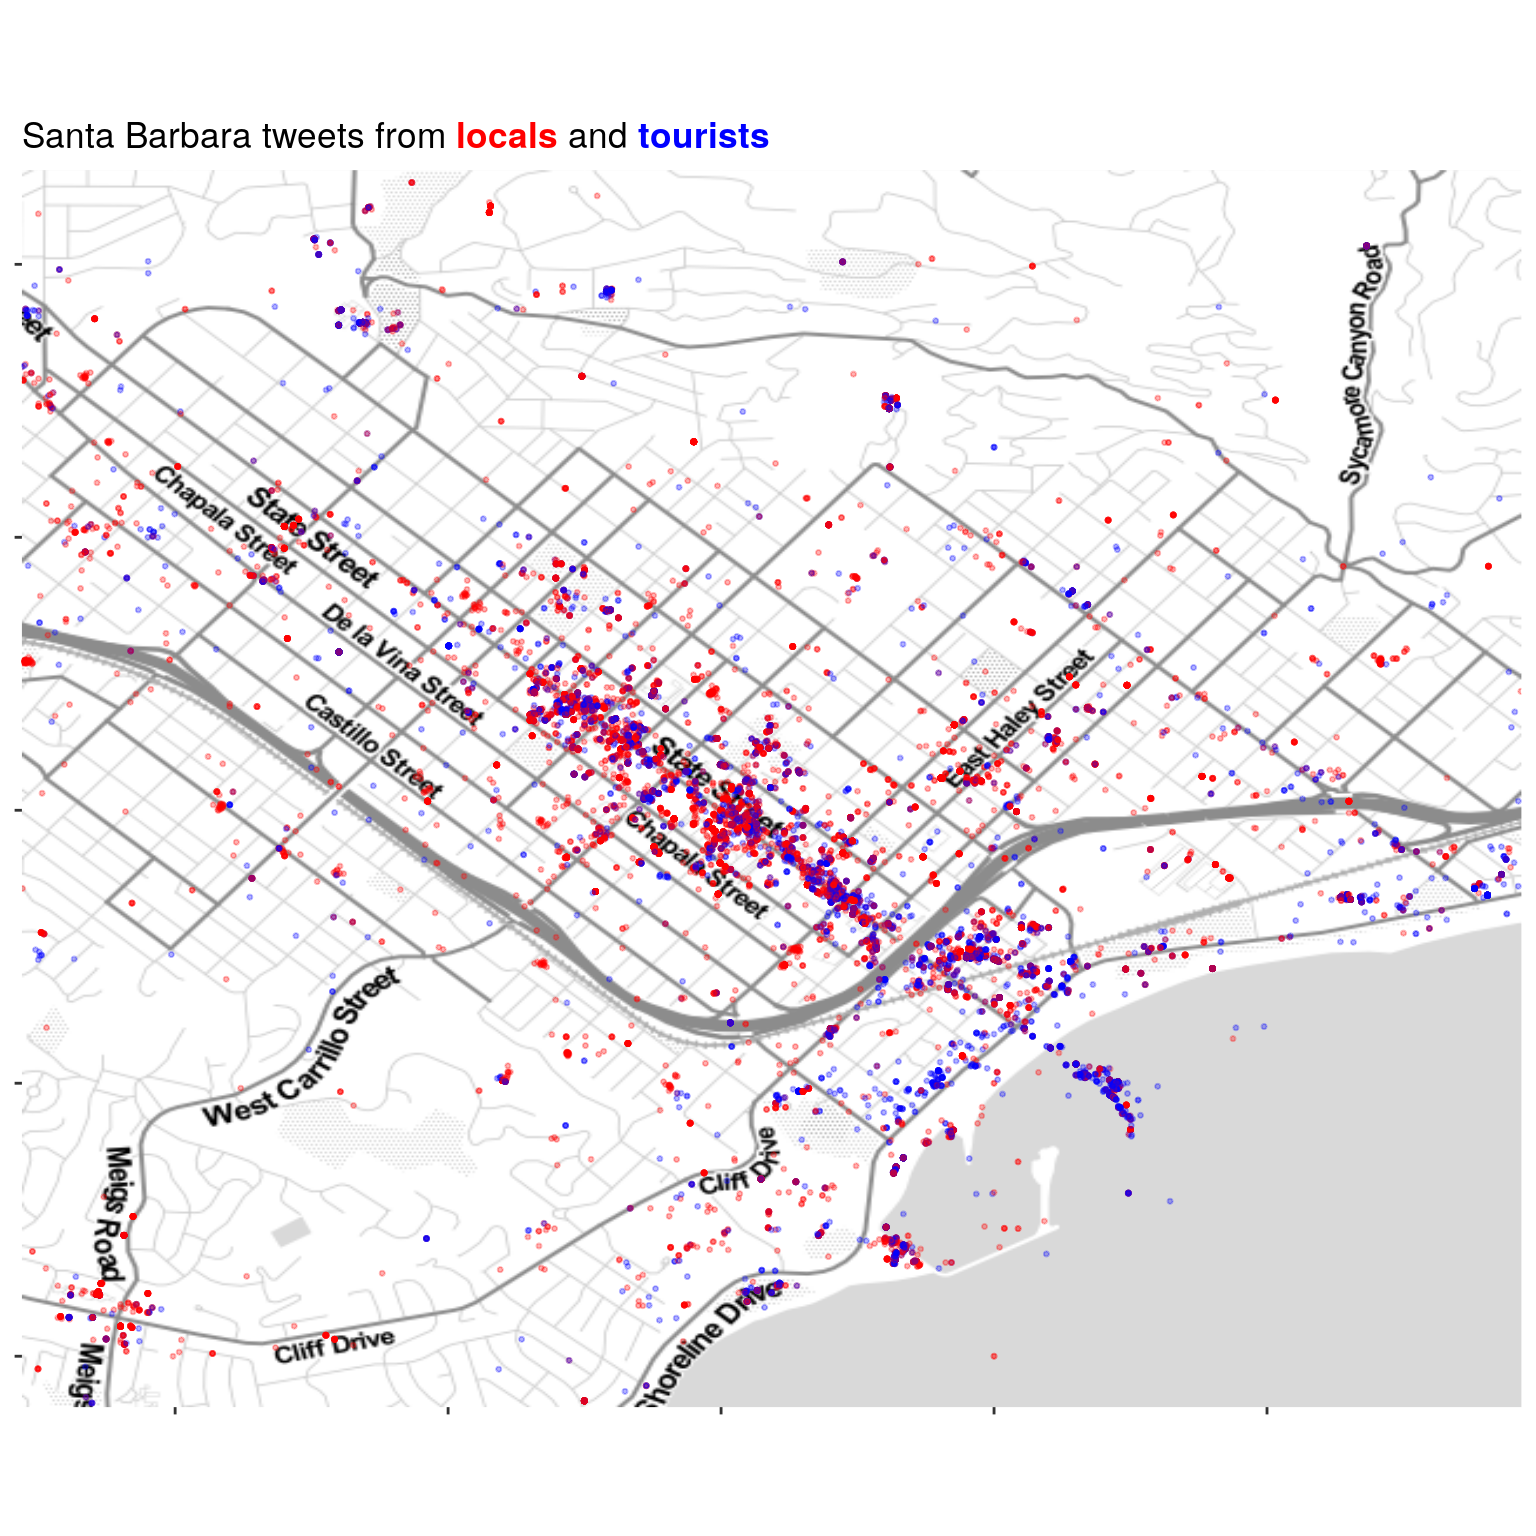 Santa Barbara tweets from locals and tourists
Sycamore Canyon Road
eet
Chapala Street
State Street
De la Vina Street
Castillo Street
State Street
East Haley Street
Chapala Street
West Carrillo Street
Meigs Road
Cliff Drive
Shoreline Drive
Cliff Drive
Meigs